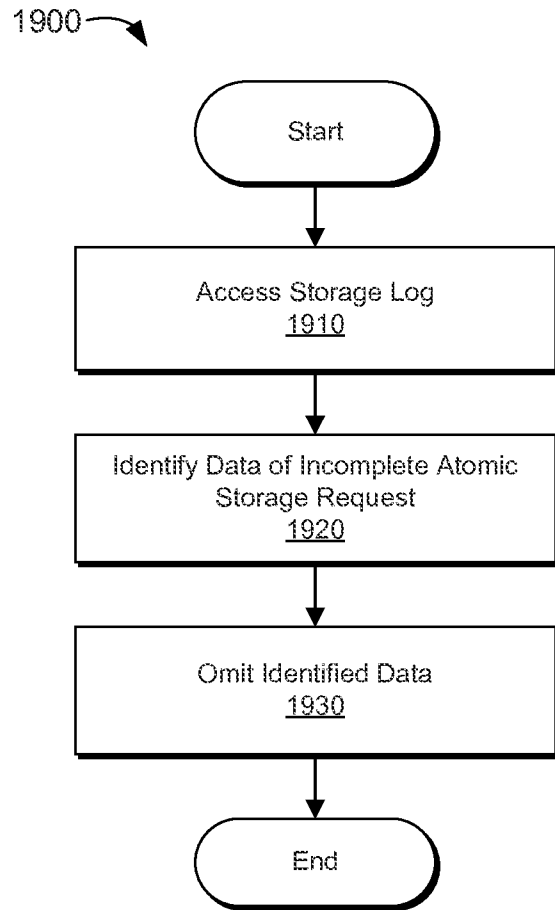 1900
Start
Access Storage Log
1910
Identify Data of Incomplete Atomic
Storage Request
1920
Omit Identified Data
1930
End